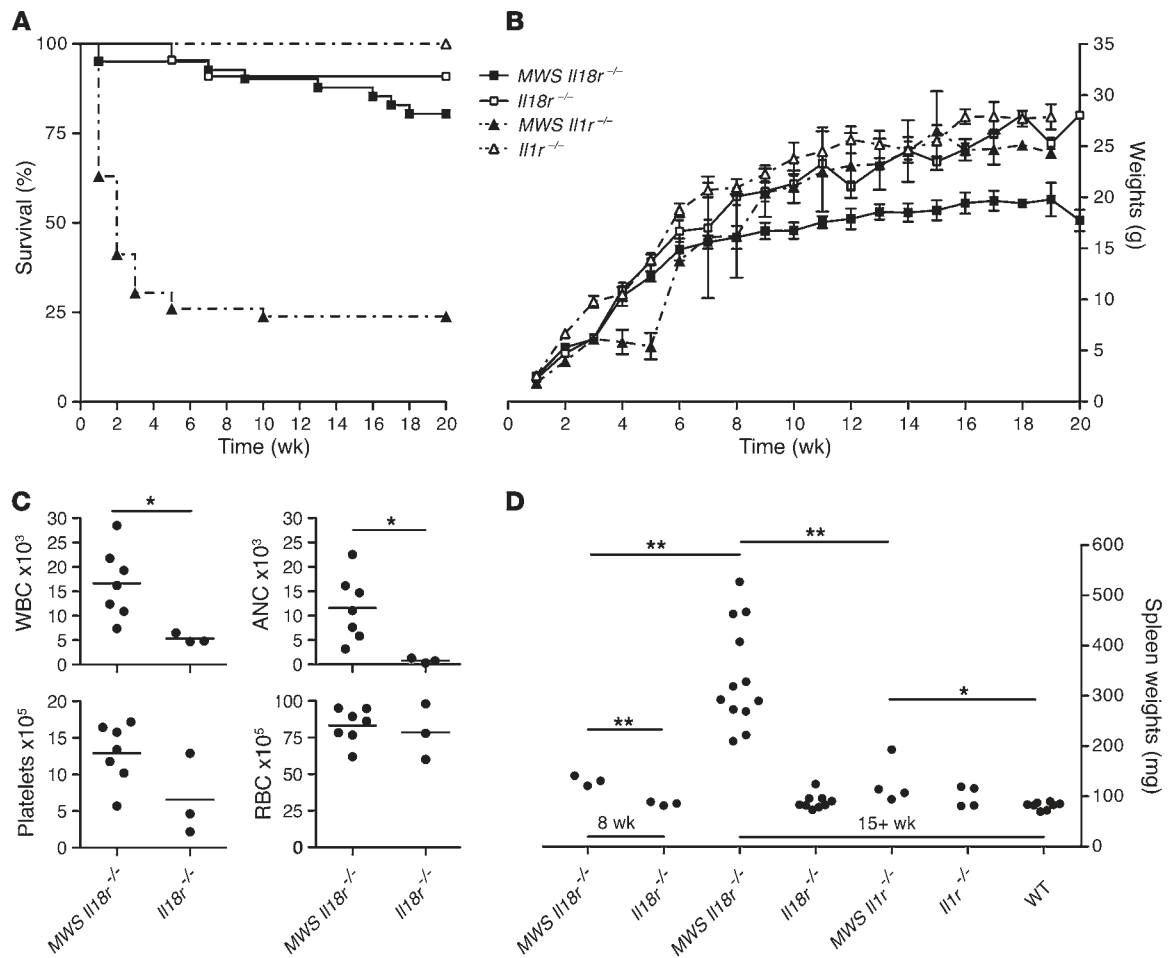 A
B
100
75
50
25
0
Survival (%)
0 2 4 6 8 10 12 14 16 18 20
Time (wk)
MWS Il18r⁻/⁻
Il18r⁻/⁻
MWS Il1r⁻/⁻
Il1r⁻/⁻
35
30
25
20
15
10
5
0
Weights (g)
0 2 4 6 8 10 12 14 16 18 20
Time (wk)
C
*
30
25
20
15
10
5
0
WBC x10³
*
30
25
20
15
10
5
0
ANC x10³
20
15
10
5
0
Platelets x10⁵
MWS Il18r⁻/⁻
Il18r⁻/⁻
100
75
50
25
0
RBC x10⁵
MWS Il18r⁻/⁻
Il18r⁻/⁻
D
**
**
**
*
8 wk
15+ wk
600
500
400
300
200
100
0
Spleen weights (mg)
MWS Il18r⁻/⁻
Il18r⁻/⁻
MWS Il18r⁻/⁻
Il18r⁻/⁻
MWS Il1r⁻/⁻
Il1r⁻/⁻
WT